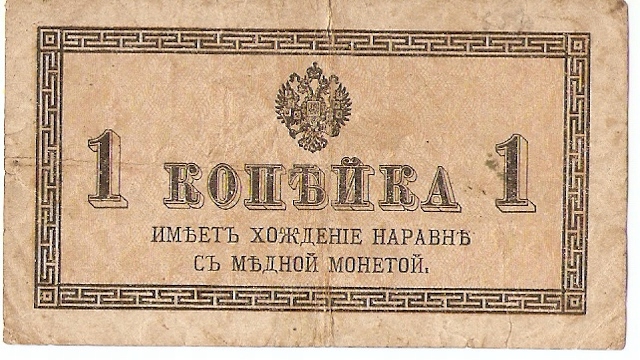 1 КОПѢЙКА 1
ИМѢЕТЪ ХОЖДЕНІЕ НАРАВНѢ
СЪ МѢДНОЙ МОНЕТОЙ.